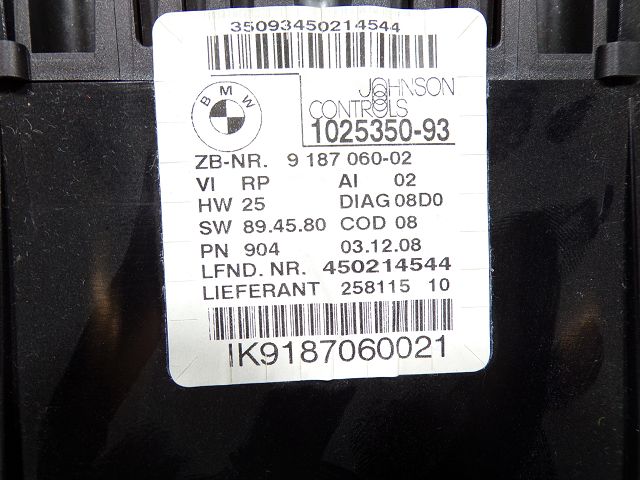 35093450214544
BMW
JOHNSON
CONTROLS
1025350-93
ZB-NR. 9 187 060-02
VI RP AI 02
HW 25 DIAG 08D0
SW 89.45.80 COD 08
PN 904 03.12.08
LFND. NR. 450214544
LIEFERANT 258115 10
IK9187060021